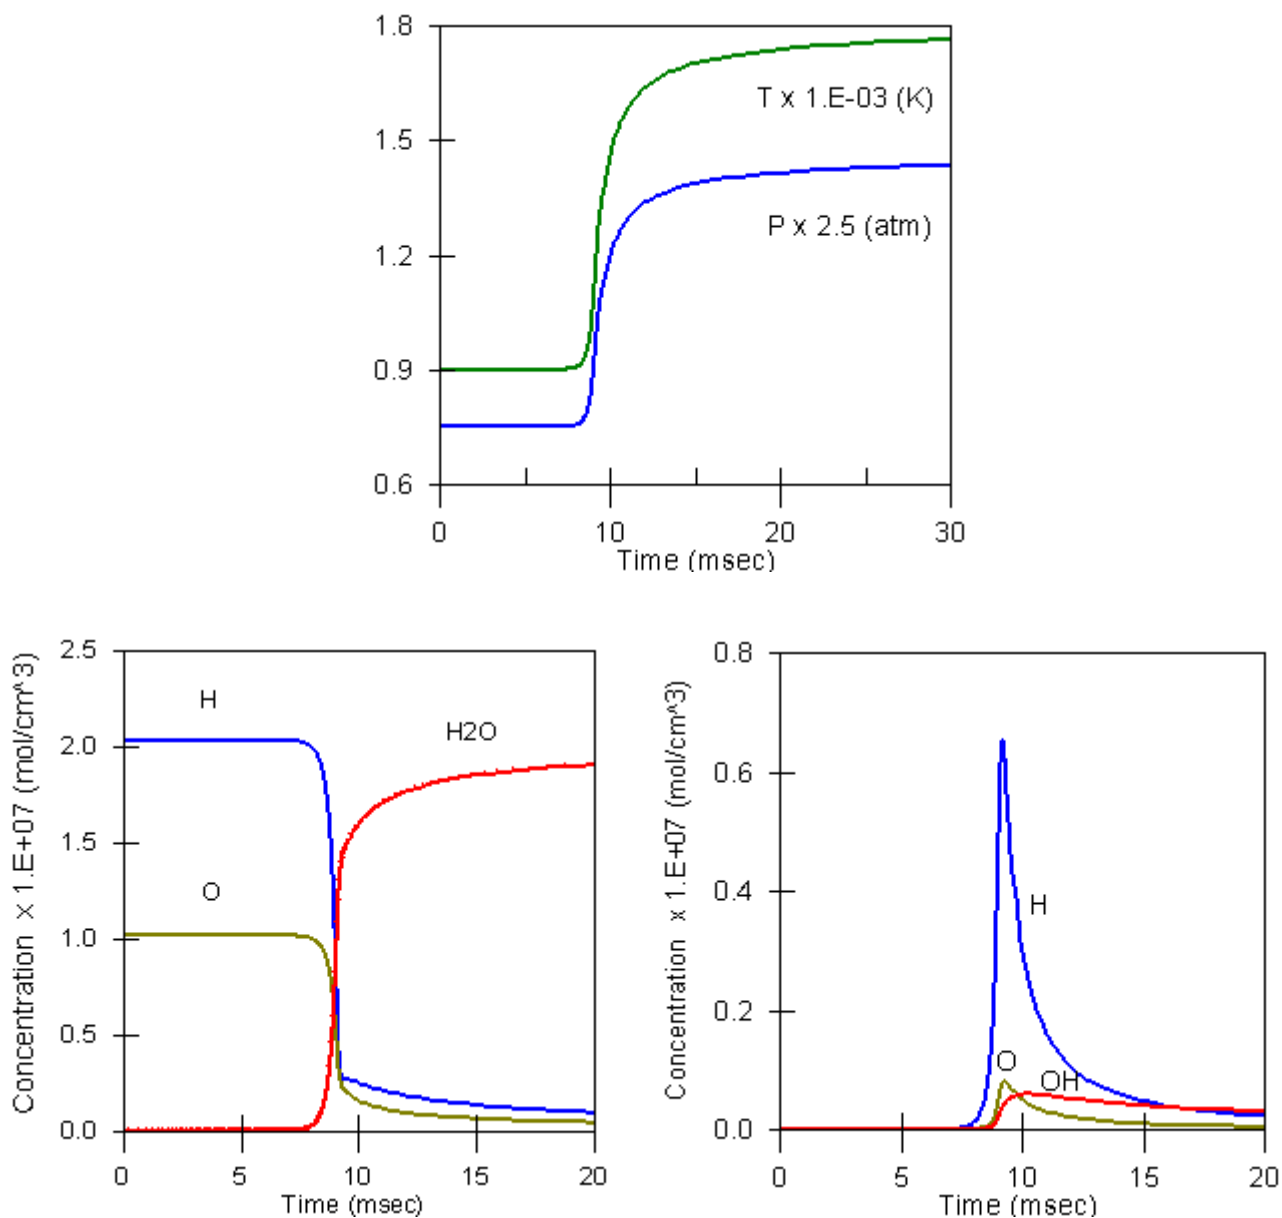 1.8
1.5
1.2
0.9
0.6
T x 1.E-03 (K)
P x 2.5 (atm)
0 10 20 30
Time (msec)
Concentration x 1.E+07 (mol/cm^3)
2.5
2.0
1.5
1.0
0.5
0.0
H
H2O
O
0 5 10 15 20
Time (msec)
Concentration x 1.E+07 (mol/cm^3)
0.8
0.6
0.4
0.2
0.0
H
O
OH
0 5 10 15 20
Time (msec)